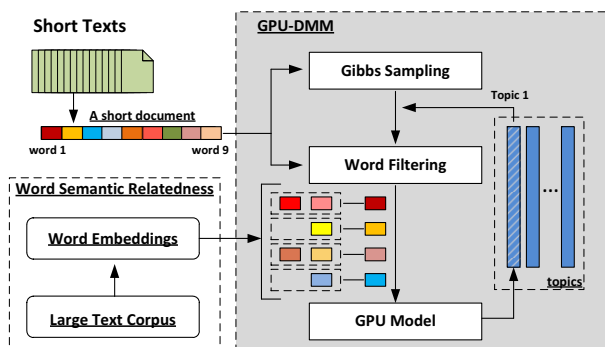 Short Texts
A short document
word 1
word 9
Word Semantic Relatedness
Word Embeddings
Large Text Corpus
GPU-DMM
Gibbs Sampling
Topic 1
Word Filtering
...
GPU Model
topics